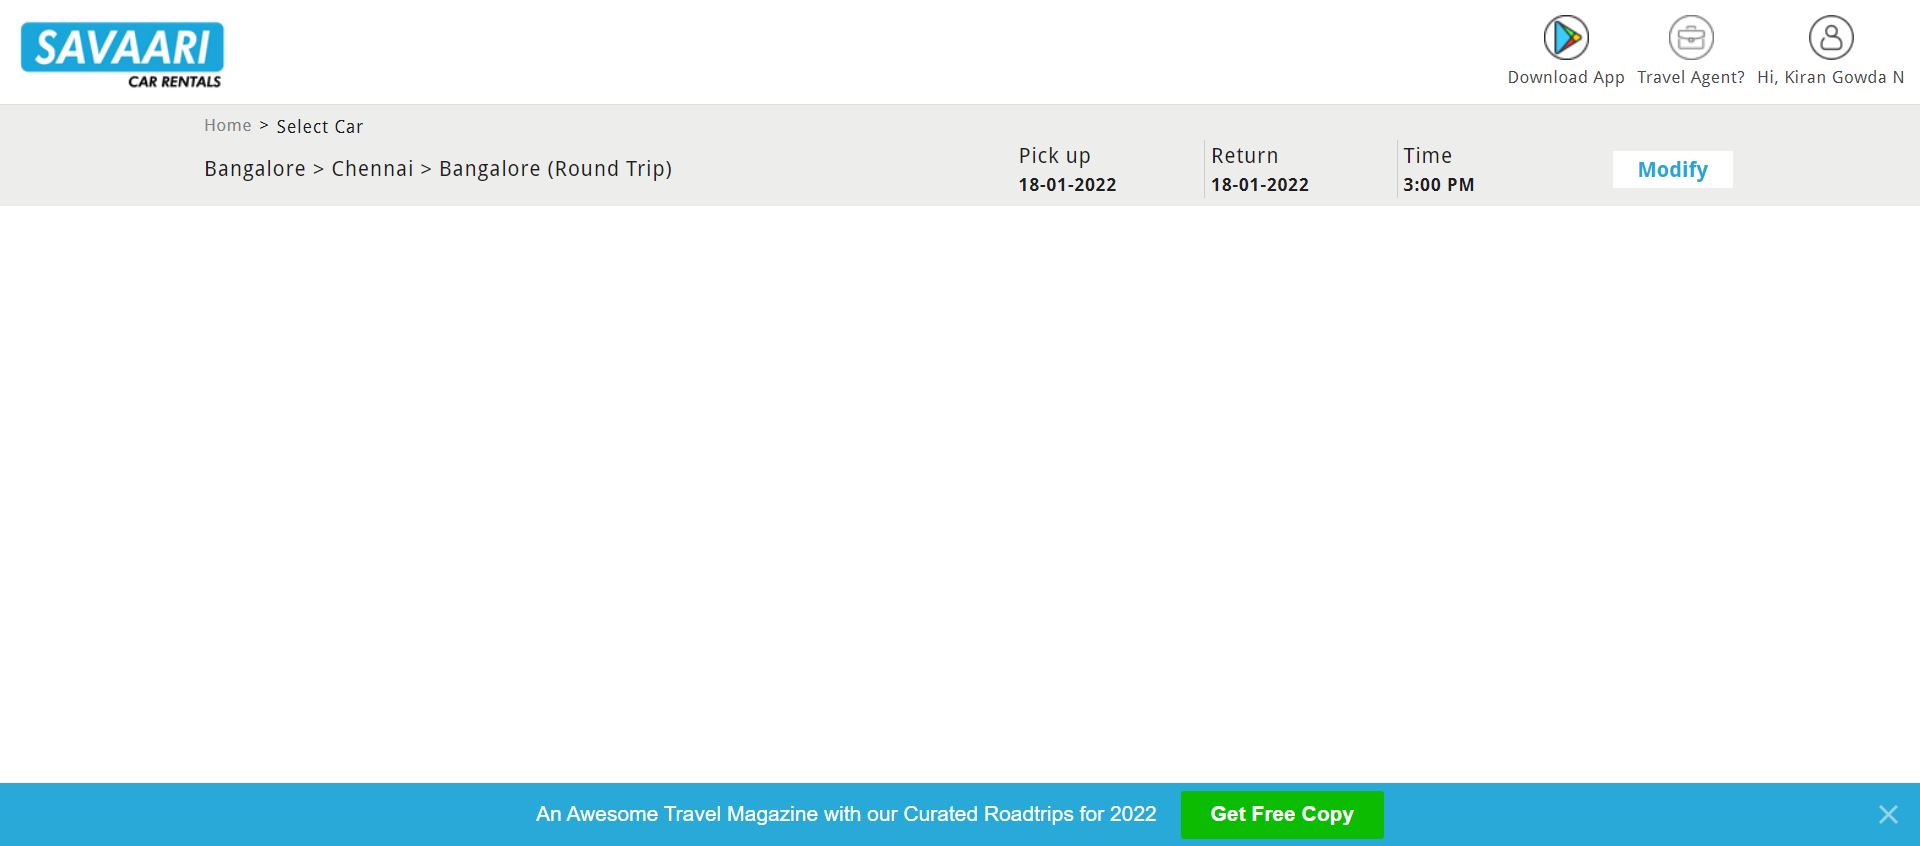 SAVAARI
CAR RENTALS
Download App
Travel Agent?
Hi, Kiran Gowda N
Home > Select Car
Bangalore > Chennai > Bangalore (Round Trip)
Pick up
18-01-2022
Return
18-01-2022
Time
3:00 PM
Modify
An Awesome Travel Magazine with our Curated Roadtrips for 2022
Get Free Copy